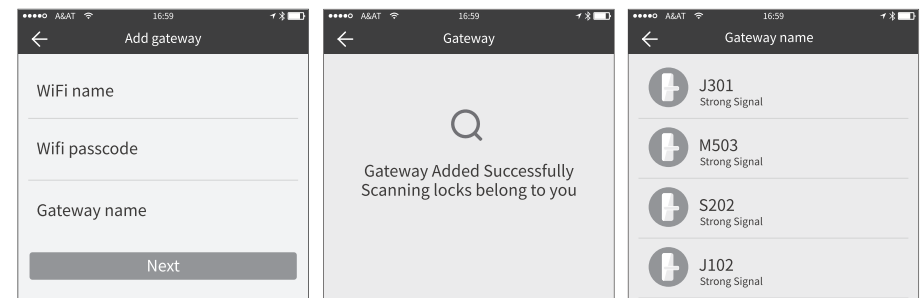 A&AT 16:59
Add gateway
WiFi name
Wifi passcode
Gateway name
Next
A&AT 16:59
Gateway
Gateway Added Successfully
Scanning locks belong to you
A&AT 16:59
Gateway name
J301
Strong Signal
M503
Strong Signal
S202
Strong Signal
J102
Strong Signal